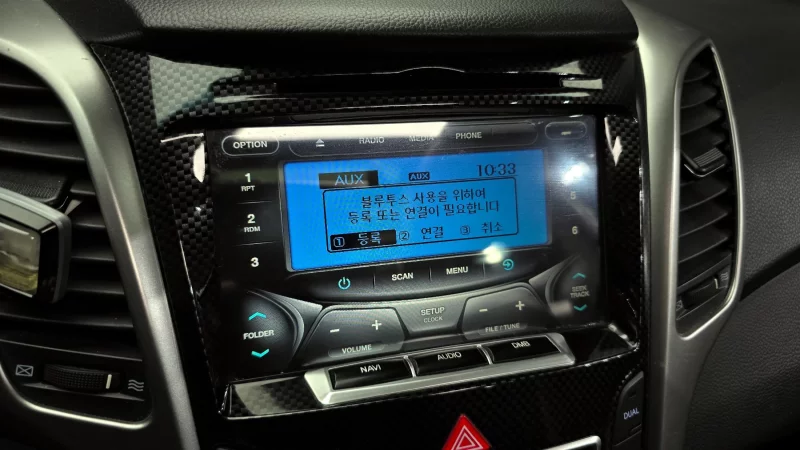 OPTION RADIO MEDIA PHONE
AUX AUX 10:33
블루투스 사용을 위하여
등록 또는 연결이 필요합니다
① 등록 ② 연결 ③ 취소
1
RPT
2
RDM
3
5
6
SCAN MENU
FOLDER
− + VOLUME
SETUP
CLOCK
− + FILE / TUNE
SEEK
TRACK
NAVI AUDIO DMB
DUAL